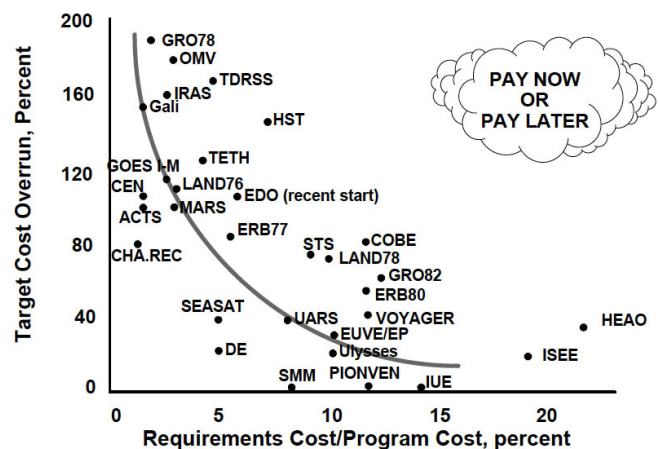 200
160
120
80
40
0
Target Cost Overrun, Percent
GRO78
OMV
TDRSS
IRAS
Gali
HST
PAY NOW
OR
PAY LATER
TETH
GOES I-M
LAND76
CEN
EDO (recent start)
MARS
ACTS
ERB77
CHA.REC
STS
COBE
LAND78
GRO82
ERB80
SEASAT
UARS
VOYAGER
HEAO
EUVE/EP
DE
Ulysses
ISEE
SMM
PIONVEN
IUE
0 5 10 15 20
Requirements Cost/Program Cost, percent